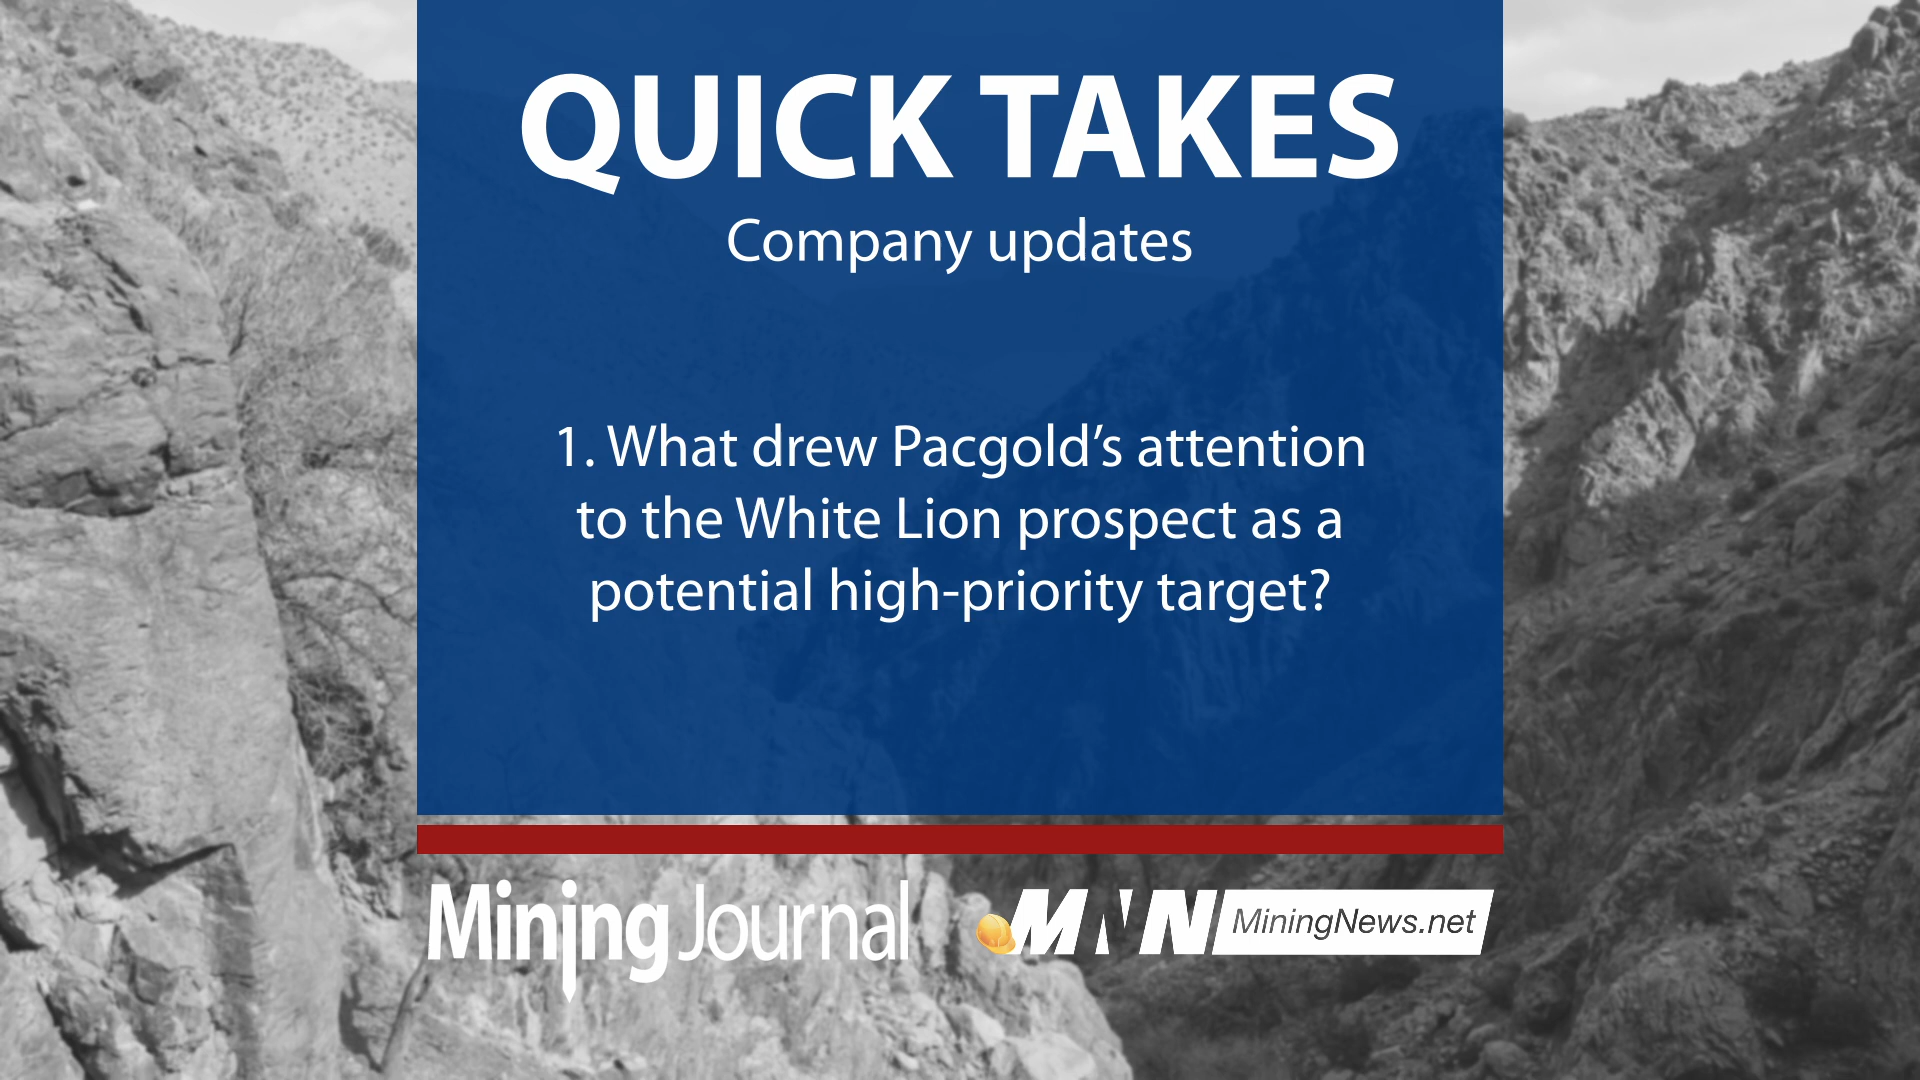 QUICK TAKES
Company updates
1. What drew Pacgold’s attention
to the White Lion prospect as a
potential high-priority target?
Mining Journal
MNN MiningNews.net